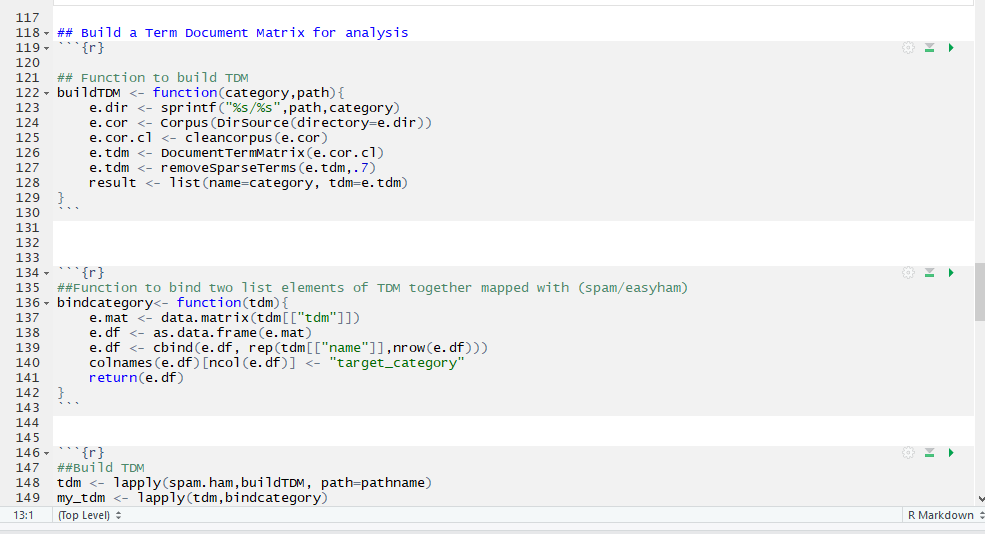 117
118 ## Build a Term Document Matrix for analysis
119 ```{r}
120
121 ## Function to build TDM
122 buildTDM <- function(category,path){
123     e.dir <- sprintf("%s/%s",path,category)
124     e.cor <- Corpus(DirSource(directory=e.dir))
125     e.cor.cl <- cleancorpus(e.cor)
126     e.tdm <- DocumentTermMatrix(e.cor.cl)
127     e.tdm <- removeSparseTerms(e.tdm,.7)
128     result <- list(name=category, tdm=e.tdm)
129 }
130 ```
131
132
133
134 ```{r}
135 ##Function to bind two list elements of TDM together mapped with (spam/easyham)
136 bindcategory<- function(tdm){
137     e.mat <- data.matrix(tdm[["tdm"]])
138     e.df <- as.data.frame(e.mat)
139     e.df <- cbind(e.df, rep(tdm[["name"]],nrow(e.df)))
140     colnames(e.df)[ncol(e.df)] <- "target_category"
141     return(e.df)
142 }
143 ```
144
145
146 ```{r}
147 ##Build TDM
148 tdm <- lapply(spam.ham,buildTDM, path=pathname)
149 my_tdm <- lapply(tdm,bindcategory)
13:1 (Top Level) R Markdown